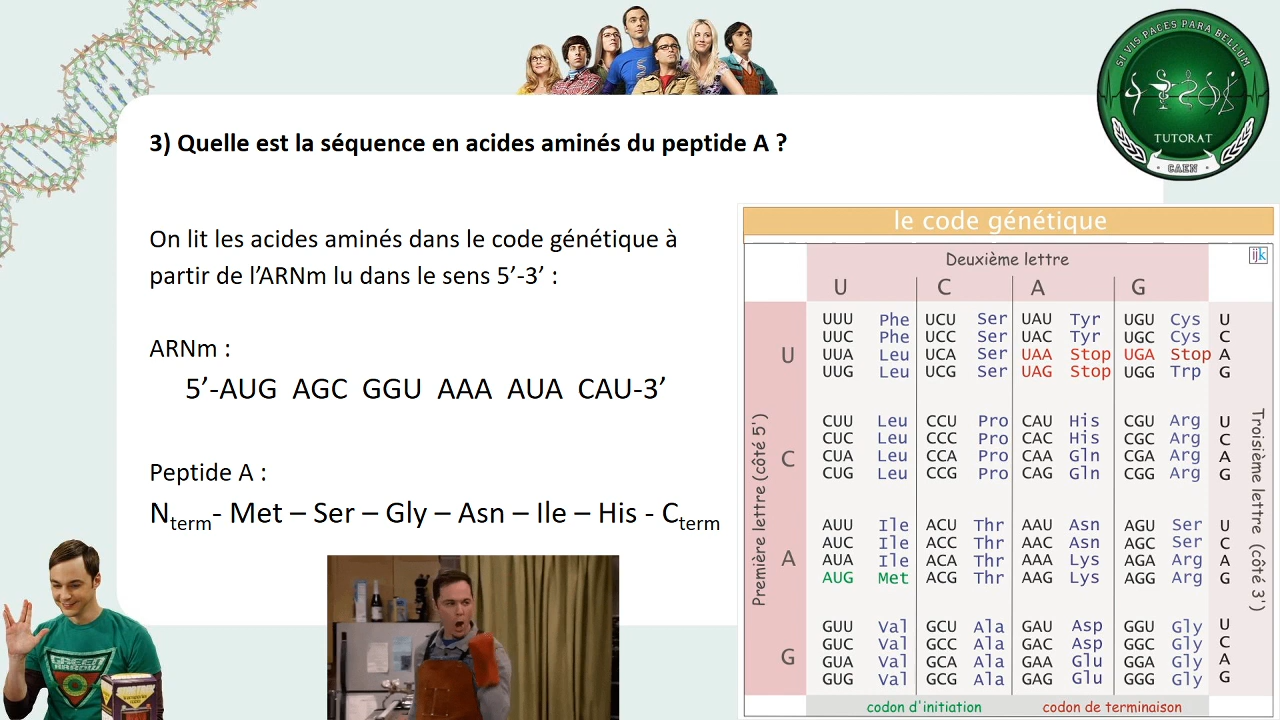 SI VIS PACES PARA BELLUM
TUTORAT
CAEN
3) Quelle est la séquence en acides aminés du peptide A ?
On lit les acides aminés dans le code génétique à
partir de l’ARNm lu dans le sens 5’-3’ :
ARNm :
5’-AUG AGC GGU AAA AUA CAU-3’
Peptide A :
Nterm- Met – Ser – Gly – Asn – Ile – His - Cterm
le code génétique
ijk
Deuxième lettre
U C A G
Première lettre (côté 5')
Troisième lettre (côté 3')
U
UUU Phe UCU Ser UAU Tyr UGU Cys U
UUC Phe UCC Ser UAC Tyr UGC Cys C
UUA Leu UCA Ser UAA Stop UGA Stop A
UUG Leu UCG Ser UAG Stop UGG Trp G
C
CUU Leu CCU Pro CAU His CGU Arg U
CUC Leu CCC Pro CAC His CGC Arg C
CUA Leu CCA Pro CAA Gln CGA Arg A
CUG Leu CCG Pro CAG Gln CGG Arg G
A
AUU Ile ACU Thr AAU Asn AGU Ser U
AUC Ile ACC Thr AAC Asn AGC Ser C
AUA Ile ACA Thr AAA Lys AGA Arg A
AUG Met ACG Thr AAG Lys AGG Arg G
G
GUU Val GCU Ala GAU Asp GGU Gly U
GUC Val GCC Ala GAC Asp GGC Gly C
GUA Val GCA Ala GAA Glu GGA Gly A
GUG Val GCG Ala GAG Glu GGG Gly G
codon d'initiation
codon de terminaison
GREEN